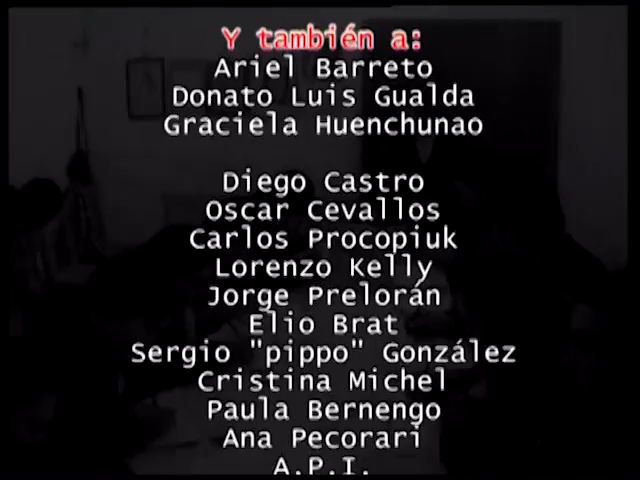 Y también a:
Ariel Barreto
Donato Luis Gualda
Graciela Huenchunao
Diego Castro
Oscar Cevallos
Carlos Procopiuk
Lorenzo Kelly
Jorge Prelorán
Elio Brat
Sergio "pippo" González
Cristina Michel
Paula Bernengo
Ana Pecorari
A.P.I.